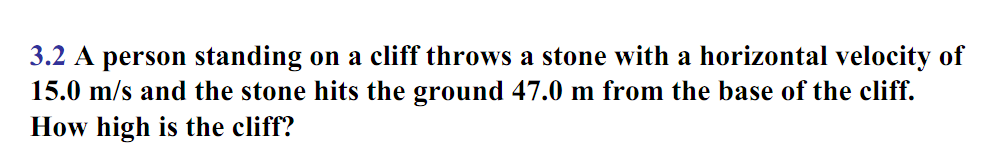 3.2 A person standing on a cliff throws a stone with a horizontal velocity of
15.0 m/s and the stone hits the ground 47.0 m from the base of the cliff.
How high is the cliff?